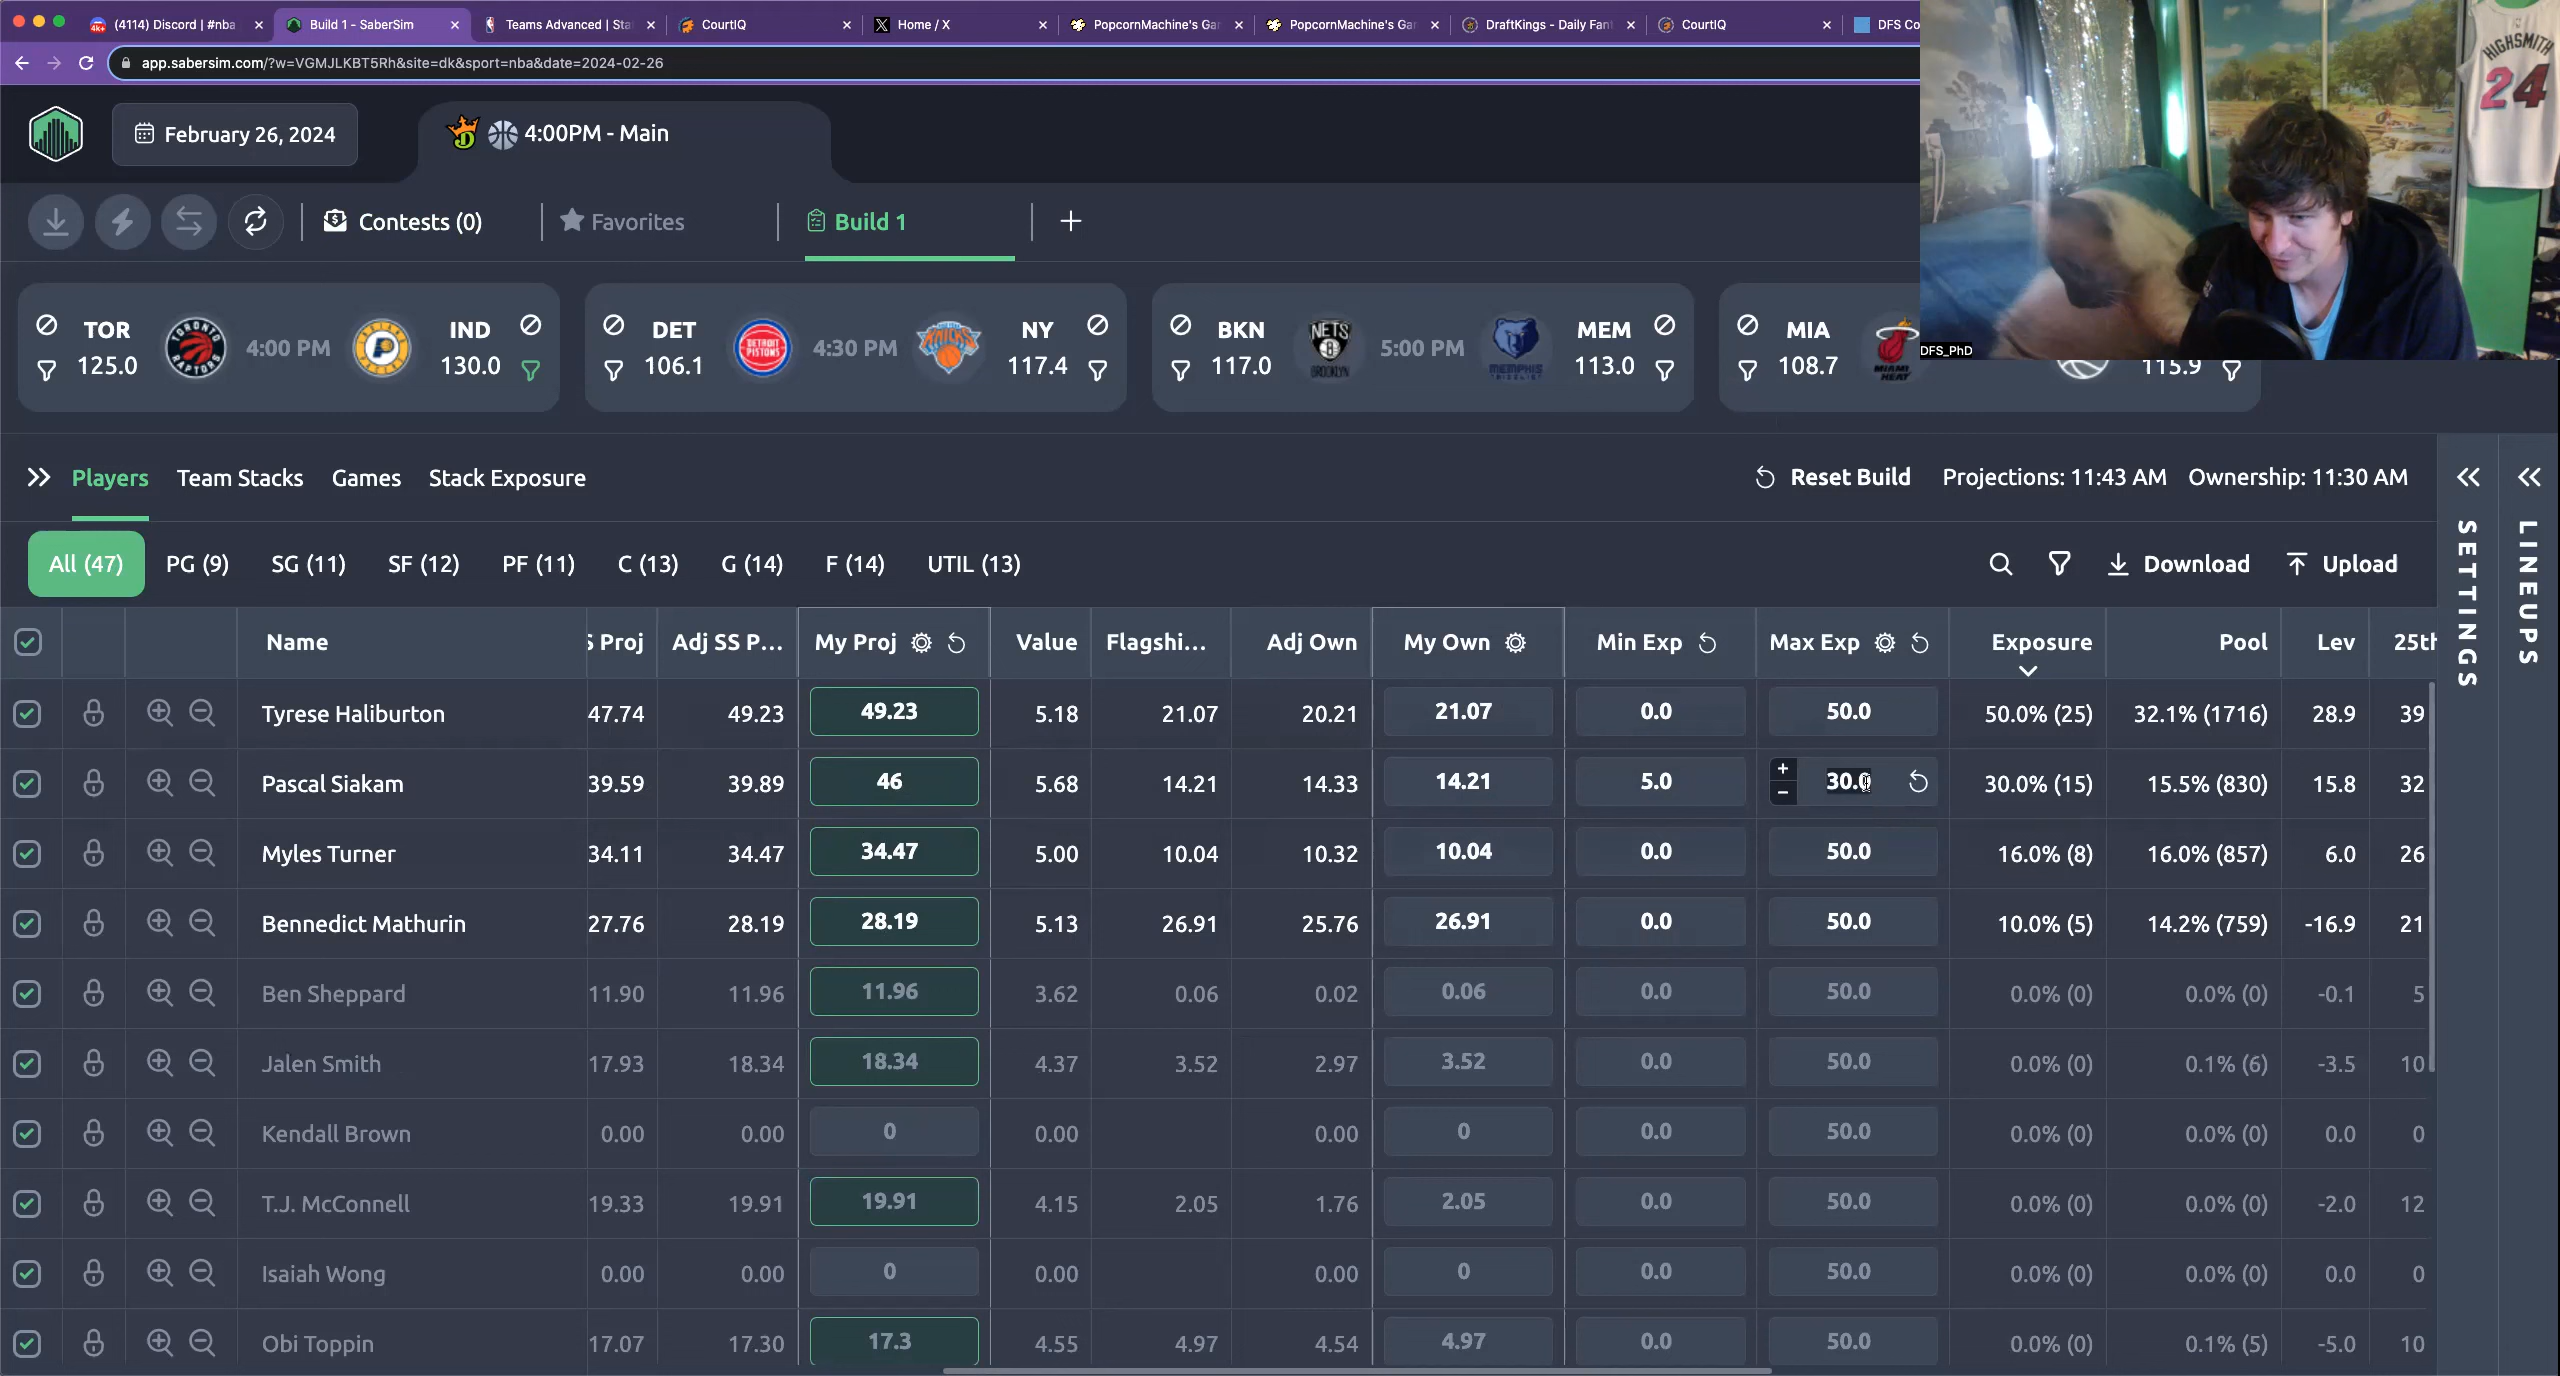 (4114) Discord | #nba
Build 1 - SaberSim
Teams Advanced | Sta
CourtIQ
Home / X
PopcornMachine's Ga
PopcornMachine's Ga
DraftKings - Daily Fan
CourtIQ
DFS Co
app.sabersim.com/?w=VGMJLKBT5Rh&site=dk&sport=nba&date=2024-02-26
HIGHSMITH
24
DFS_PhD
February 26, 2024
4:00PM - Main
Contests (0)
Favorites
Build 1
TOR 125.0 4:00 PM IND 130.0
DET 106.1 4:30 PM NY 117.4
BKN 117.0 5:00 PM MEM 113.0
MIA 108.7 115.9
Players Team Stacks Games Stack Exposure
Reset Build Projections: 11:43 AM Ownership: 11:30 AM
All (47) PG (9) SG (11) SF (12) PF (11) C (13) G (14) F (14) UTIL (13)
Download Upload
SETTINGS
LINEUPS
Name S Proj Adj SS P... My Proj Value Flagshi... Adj Own My Own Min Exp Max Exp Exposure Pool Lev 25th
Tyrese Haliburton 47.74 49.23 49.23 5.18 21.07 20.21 21.07 0.0 50.0 50.0% (25) 32.1% (1716) 28.9 39
Pascal Siakam 39.59 39.89 46 5.68 14.21 14.33 14.21 5.0 30.0 30.0% (15) 15.5% (830) 15.8 32
Myles Turner 34.11 34.47 34.47 5.00 10.04 10.32 10.04 0.0 50.0 16.0% (8) 16.0% (857) 6.0 26
Bennedict Mathurin 27.76 28.19 28.19 5.13 26.91 25.76 26.91 0.0 50.0 10.0% (5) 14.2% (759) -16.9 21
Ben Sheppard 11.90 11.96 11.96 3.62 0.06 0.02 0.06 0.0 50.0 0.0% (0) 0.0% (0) -0.1 5
Jalen Smith 17.93 18.34 18.34 4.37 3.52 2.97 3.52 0.0 50.0 0.0% (0) 0.1% (6) -3.5 10
Kendall Brown 0.00 0.00 0 0.00 0.00 0 0.0 50.0 0.0% (0) 0.0% (0) 0.0 0
T.J. McConnell 19.33 19.91 19.91 4.15 2.05 1.76 2.05 0.0 50.0 0.0% (0) 0.0% (0) -2.0 12
Isaiah Wong 0.00 0.00 0 0.00 0.00 0 0.0 50.0 0.0% (0) 0.0% (0) 0.0 0
Obi Toppin 17.07 17.30 17.3 4.55 4.97 4.54 4.97 0.0 50.0 0.0% (0) 0.1% (5) -5.0 10